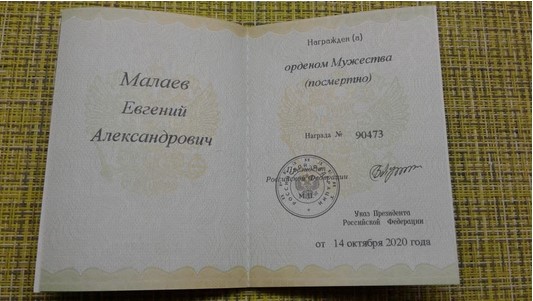 Малаев
Евгений
Александрович
Награжден (а)
орденом Мужества
(посмертно)
Награда № 90473
Президент
Российской Федерации
М.П.
Указ Президента
Российской Федерации
от 14 октября 2020 года